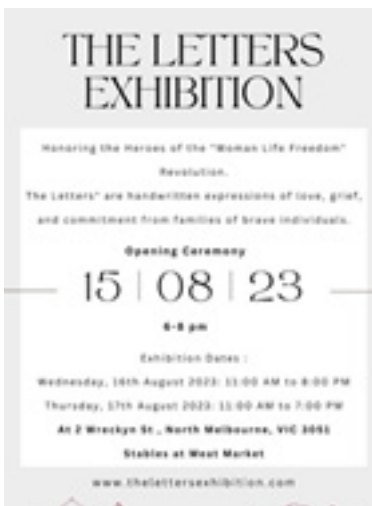 THE LETTERS
EXHIBITION
Honoring the Heroes of the "Woman Life Freedom"
Revolution.
The Letters" are handwritten expressions of love, grief,
and commitment from families of brave individuals.
Opening Ceremony
15 | 08 | 23
6-8 pm
Exhibition Dates :
Wednesday, 16th August 2023: 11:00 AM to 8:00 PM
Thursday, 17th August 2023: 11:00 AM to 7:00 PM
At 2 Wreckyn St , North Melbourne, VIC 3051
Stables at Meat Market
www.thelettersexhibition.com